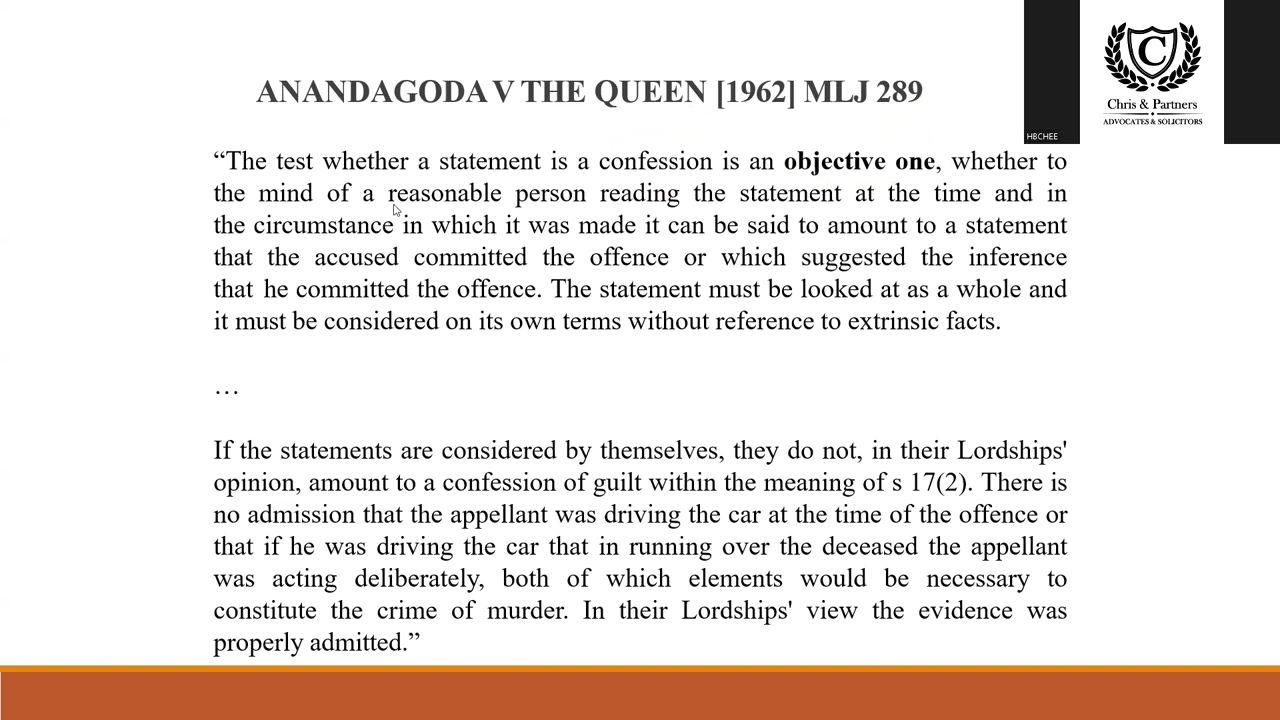 ANANDAGODA V THE QUEEN [1962] MLJ 289
C
Chris & Partners
ADVOCATES & SOLICITORS
HBCHEE
“The test whether a statement is a confession is an objective one, whether to
the mind of a reasonable person reading the statement at the time and in
the circumstance in which it was made it can be said to amount to a statement
that the accused committed the offence or which suggested the inference
that he committed the offence. The statement must be looked at as a whole and
it must be considered on its own terms without reference to extrinsic facts.
…
If the statements are considered by themselves, they do not, in their Lordships'
opinion, amount to a confession of guilt within the meaning of s 17(2). There is
no admission that the appellant was driving the car at the time of the offence or
that if he was driving the car that in running over the deceased the appellant
was acting deliberately, both of which elements would be necessary to
constitute the crime of murder. In their Lordships' view the evidence was
properly admitted.”